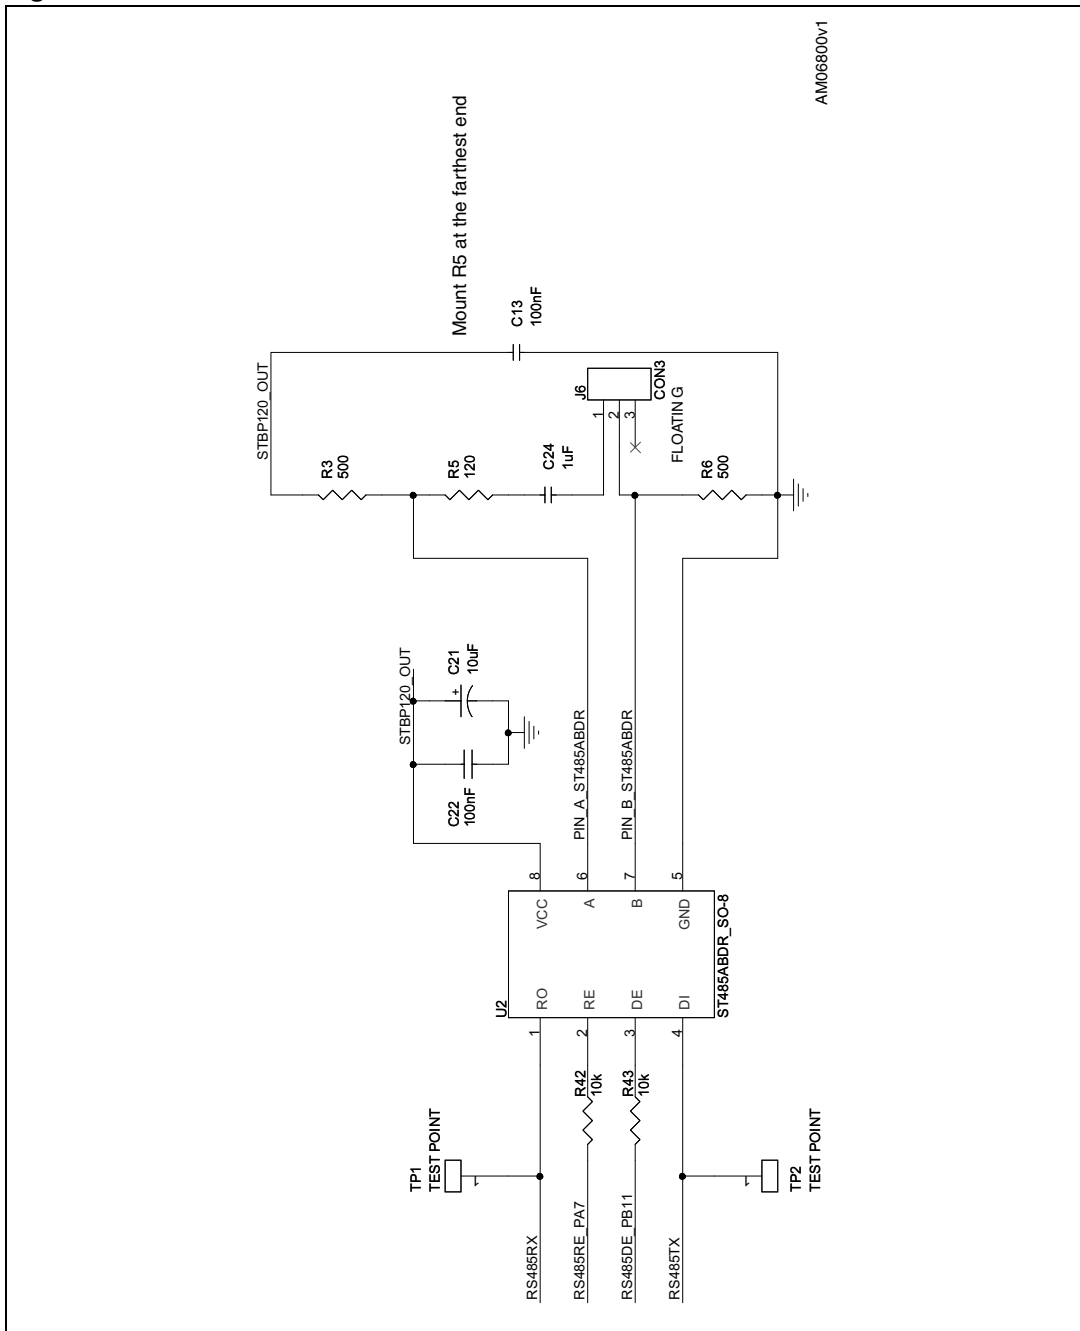 AM06800v1
Mount R5 at the farthest end
STBP120_OUT
C13
100nF
R3
500
R5
120
C24
1uF
J6
CON3
1
2
3
FLOATING
R6
500
STBP120_OUT
C21
10uF
+
C22
100nF
PIN_A_ST485ABDR
PIN_B_ST485ABDR
8
6
7
5
VCC
A
B
GND
U2
ST485ABDR_SO-8
RO
RE
DE
DI
1
2
3
4
R42
10k
R43
10k
TP1
TEST POINT
1
TP2
TEST POINT
1
RS485RX
RS485RE_PA7
RS485DE_PB11
RS485TX